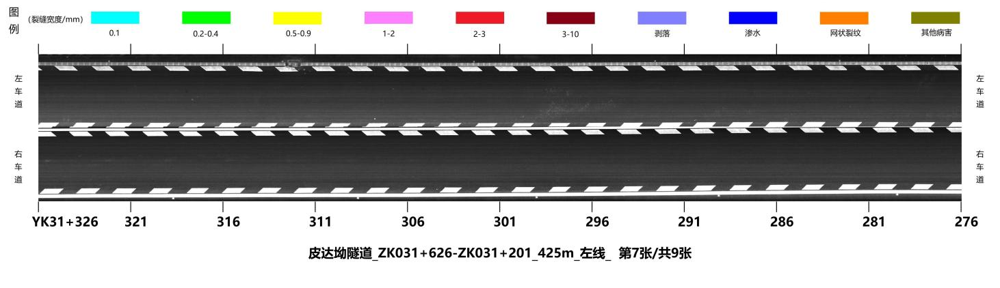 图例 (裂缝宽度/mm)
0.1 0.2-0.4 0.5-0.9 1-2 2-3 3-10 剥落 渗水 网状裂纹 其他病害
左车道 左车道
右车道 右车道
YK31+326 321 316 311 306 301 296 291 286 281 276
皮达坳隧道_ZK031+626-ZK031+201_425m_左线_ 第7张/共9张